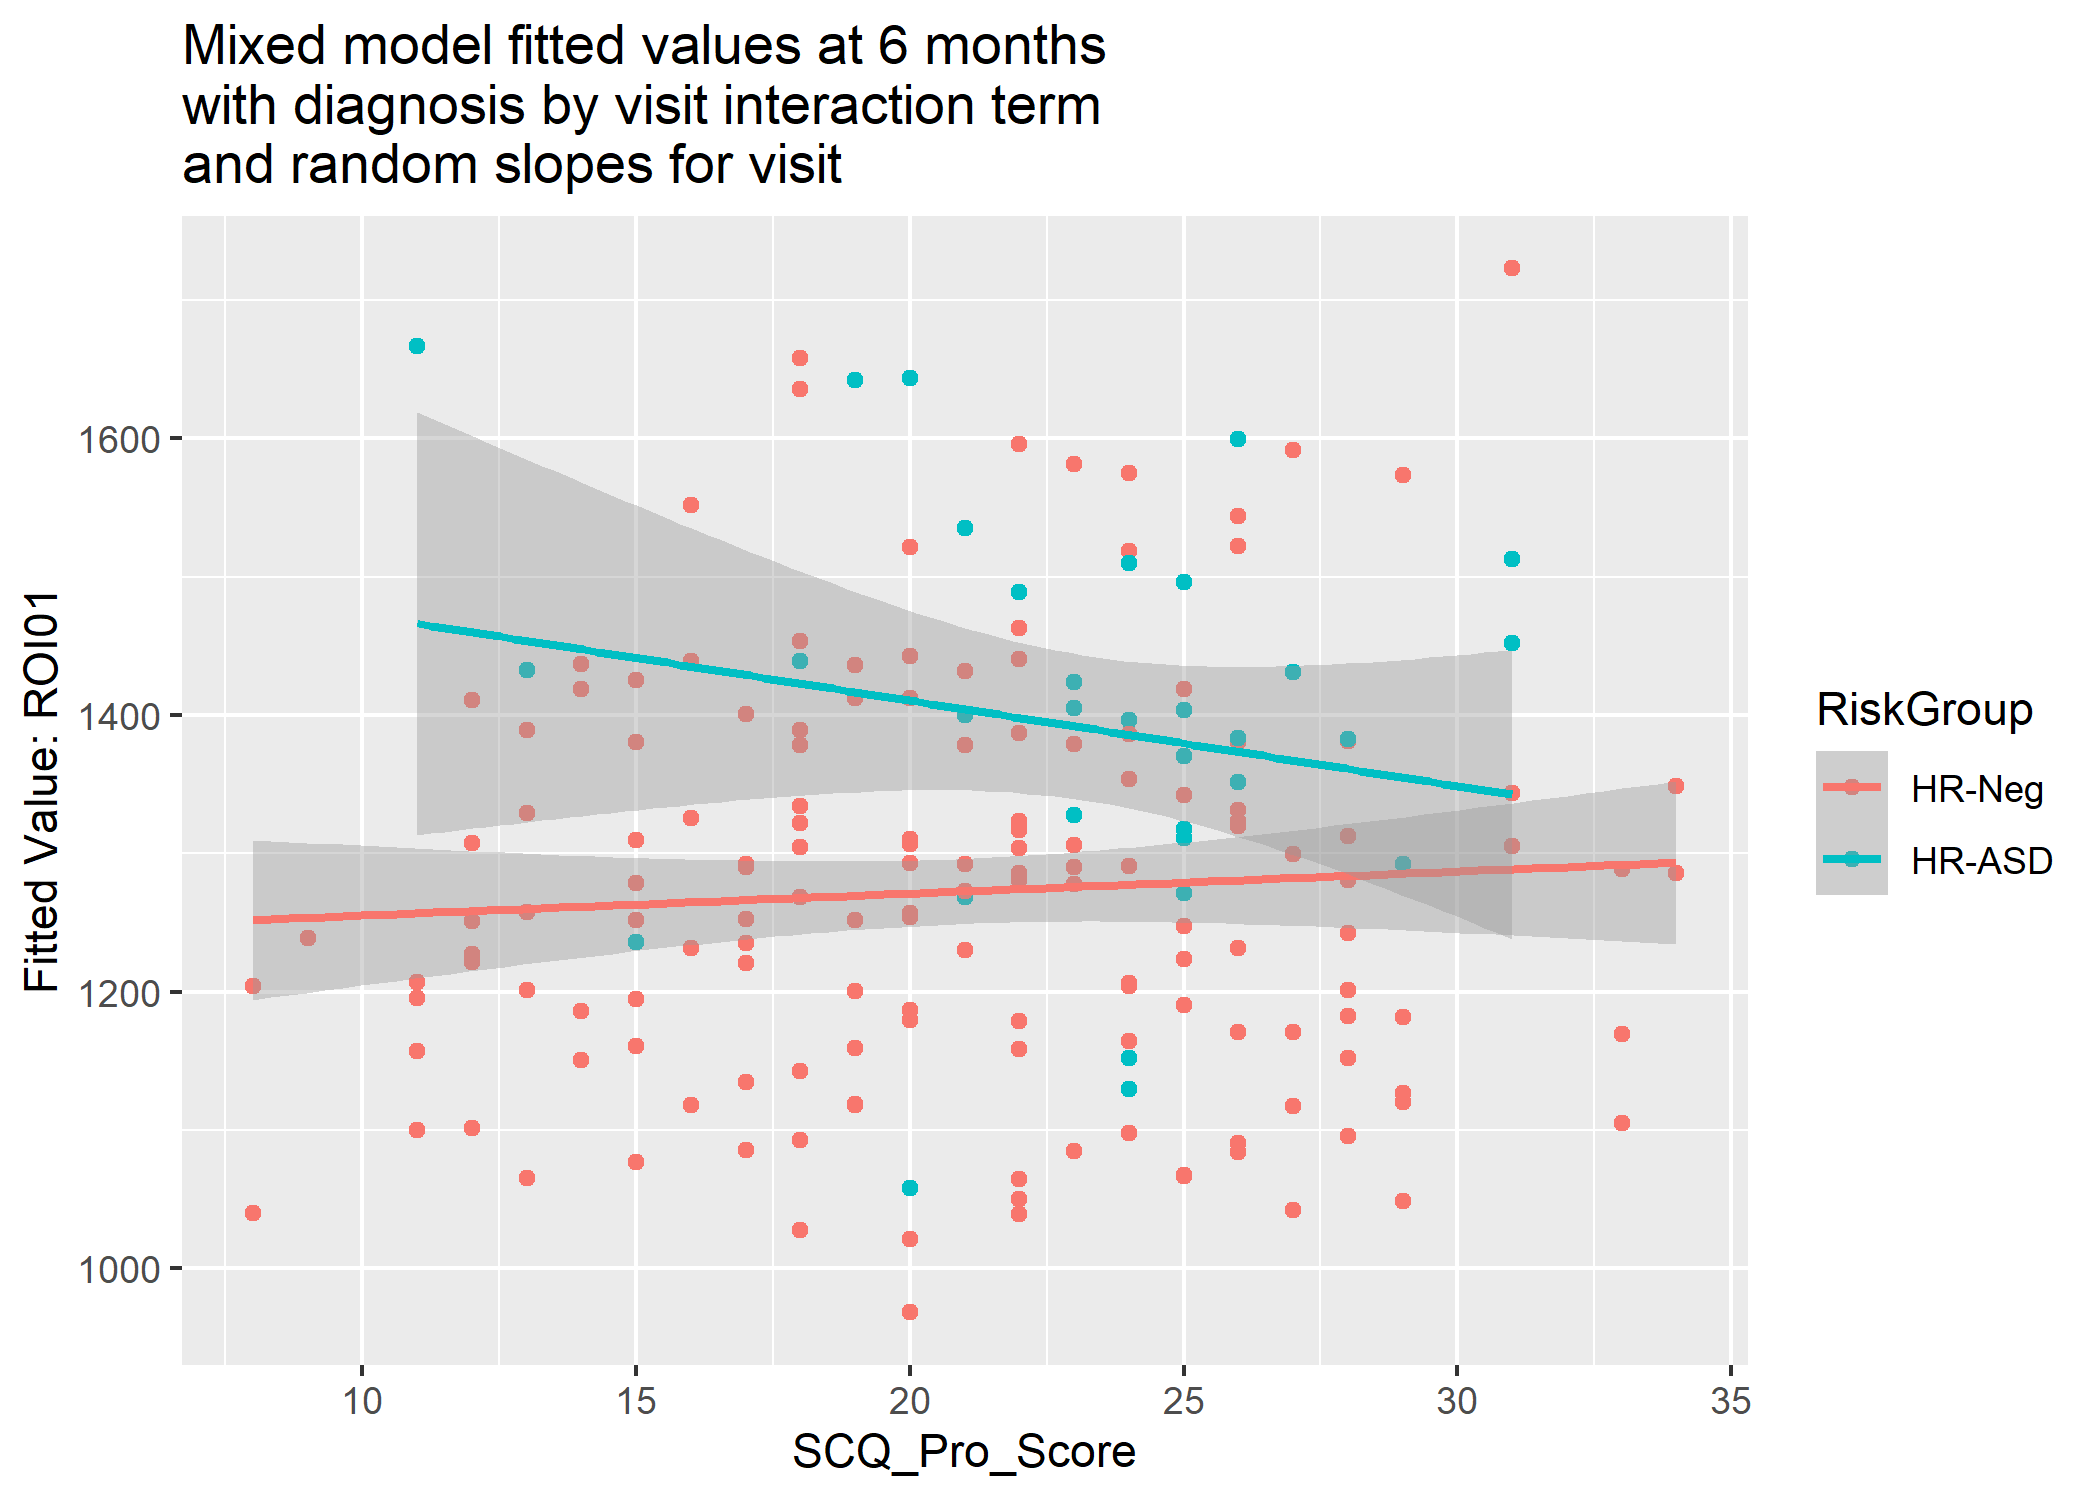 Mixed model fitted values at 6 months
with diagnosis by visit interaction term
and random slopes for visit
Fitted Value: ROI01
1600
1400
1200
1000
10 15 20 25 30 35
SCQ_Pro_Score
RiskGroup
HR-Neg
HR-ASD